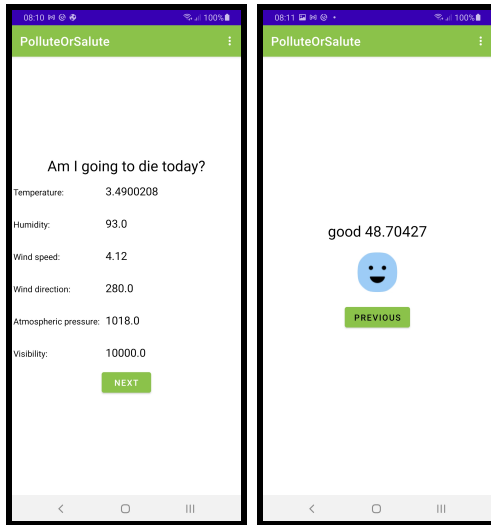 08:10 100%
PolluteOrSalute
Am I going to die today?
Temperature: 3.4900208
Humidity: 93.0
Wind speed: 4.12
Wind direction: 280.0
Atmospheric pressure: 1018.0
Visibility: 10000.0
NEXT
08:11 100%
PolluteOrSalute
good 48.70427
PREVIOUS